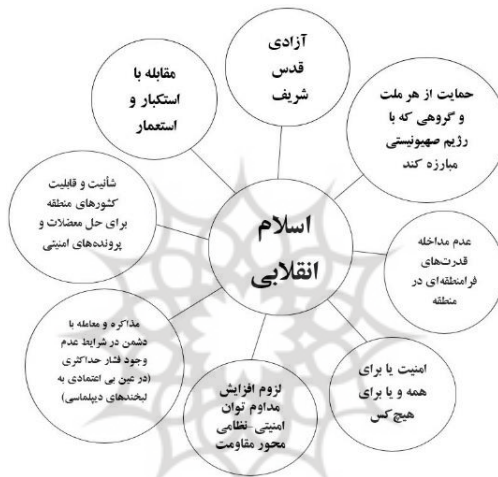 آزادی
قدس
شریف
حمایت از هر ملت
و گروهی که با
رژیم صهیونیستی
مبارزه کند
عدم مداخله
قدرت‌های
فرامنطقه‌ای در
منطقه
امنیت یا برای
همه و یا برای
هیچ‌کس
لزوم افزایش
مداوم توان
امنیتی-نظامی
محور مقاومت
مذاکره و معامله با
دشمن در شرایط عدم
وجود فشار حداکثری
(در عین بی اعتمادی به
لبخندهای دیپلماسی)
شأنیت و قابلیت
کشورهای منطقه
برای حل معضلات و
پرونده‌های امنیتی
مقابله با
استکبار و
استعمار
اسلام
انقلابی